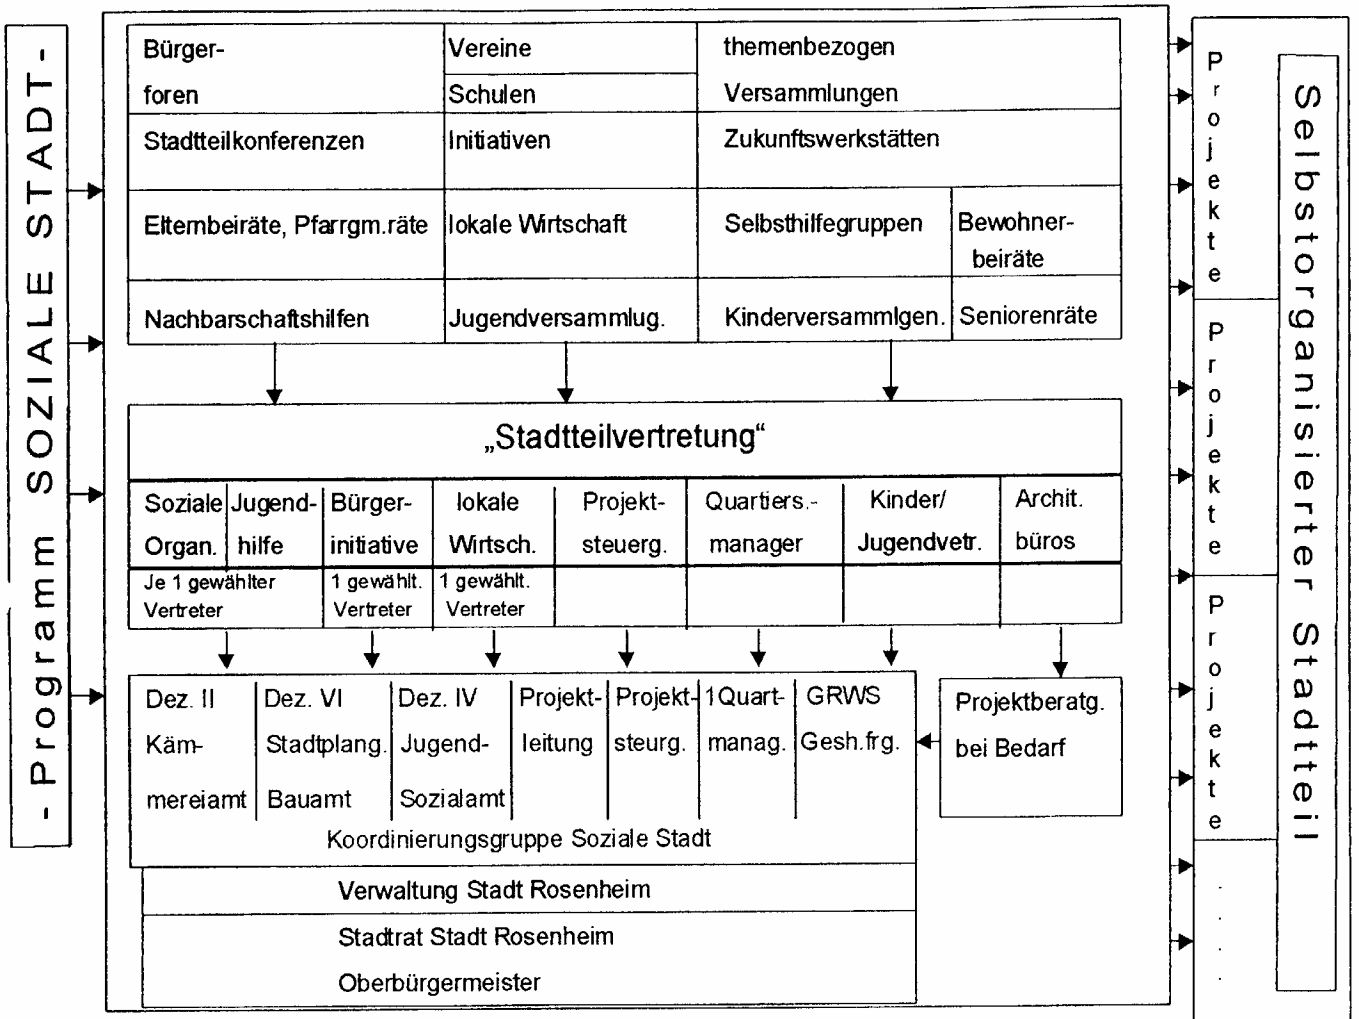 - Programm SOZIALE STADT -
Bürger-
foren
Vereine
Schulen
themenbezogen
Versammlungen
Stadtteilkonferenzen
Initiativen
Zukunftswerkstätten
Elternbeiräte, Pfarrgm.räte
lokale Wirtschaft
Selbsthilfegruppen
Bewohner-
beiräte
Nachbarschaftshilfen
Jugendversammlug.
Kinderversammlgen.
Seniorenräte
„Stadtteilvertretung“
Soziale
Organ.
Jugend-
hilfe
Bürger-
initiative
lokale
Wirtsch.
Projekt-
steuerg.
Quartiers.-
manager
Kinder/
Jugendvetr.
Archit.
büros
Je 1 gewählter
Vertreter
1 gewählt.
Vertreter
1 gewählt.
Vertreter
Dez. II
Käm-
mereiamt
Dez. VI
Stadtplang.
Bauamt
Dez. IV
Jugend-
Sozialamt
Projekt-
leitung
Projekt-
steurg.
1Quart-
manag.
GRWS
Gesh.frg.
Projektberatg.
bei Bedarf
Koordinierungsgruppe Soziale Stadt
Verwaltung Stadt Rosenheim
Stadtrat Stadt Rosenheim
Oberbürgermeister
Projekte
Projekte
Projekte
. . . .
Selbstorganisierter Stadtteil